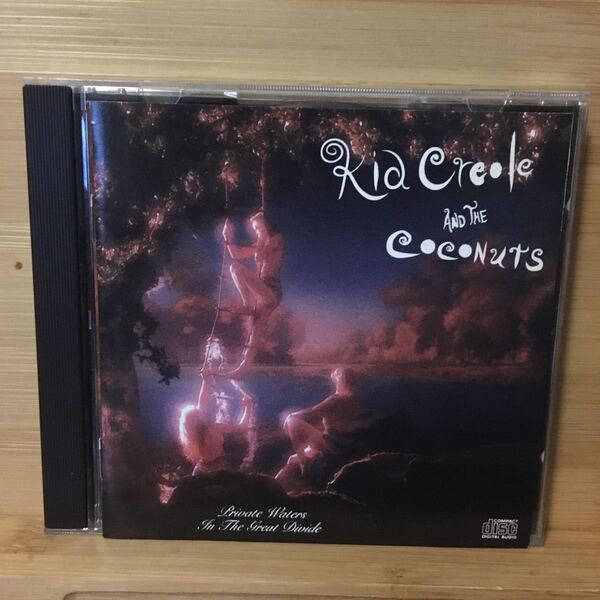 Kid Creole
AND THE
COCONUTS
Private Waters
In The Great Divide
COMPACT
disc
DIGITAL AUDIO